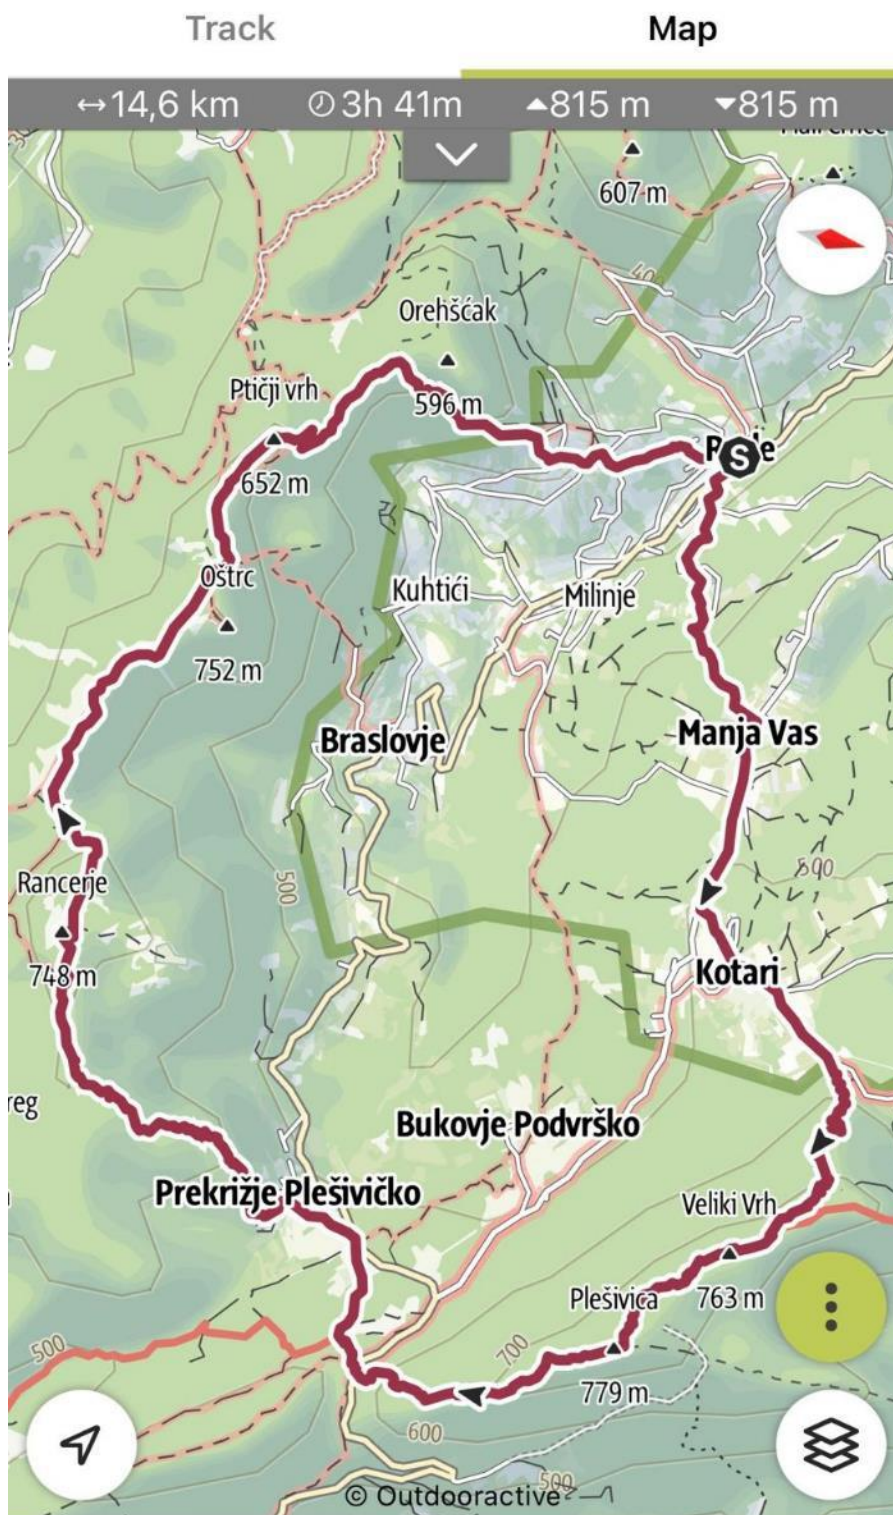 Track
Map
14,6 km
3h 41m
815 m
815 m
607 m
400
Orehšćak
Ptičji vrh
596 m
S
652 m
Oštrc
Kuhtići
Milinje
752 m
Braslovje
Manja Vas
500
500
Rancerje
748 m
Kotari
reg
Bukovje Podvrško
Prekrižje Plešivičko
Veliki Vrh
Plešivica
763 m
500
700
779 m
600
500
© Outdooractive